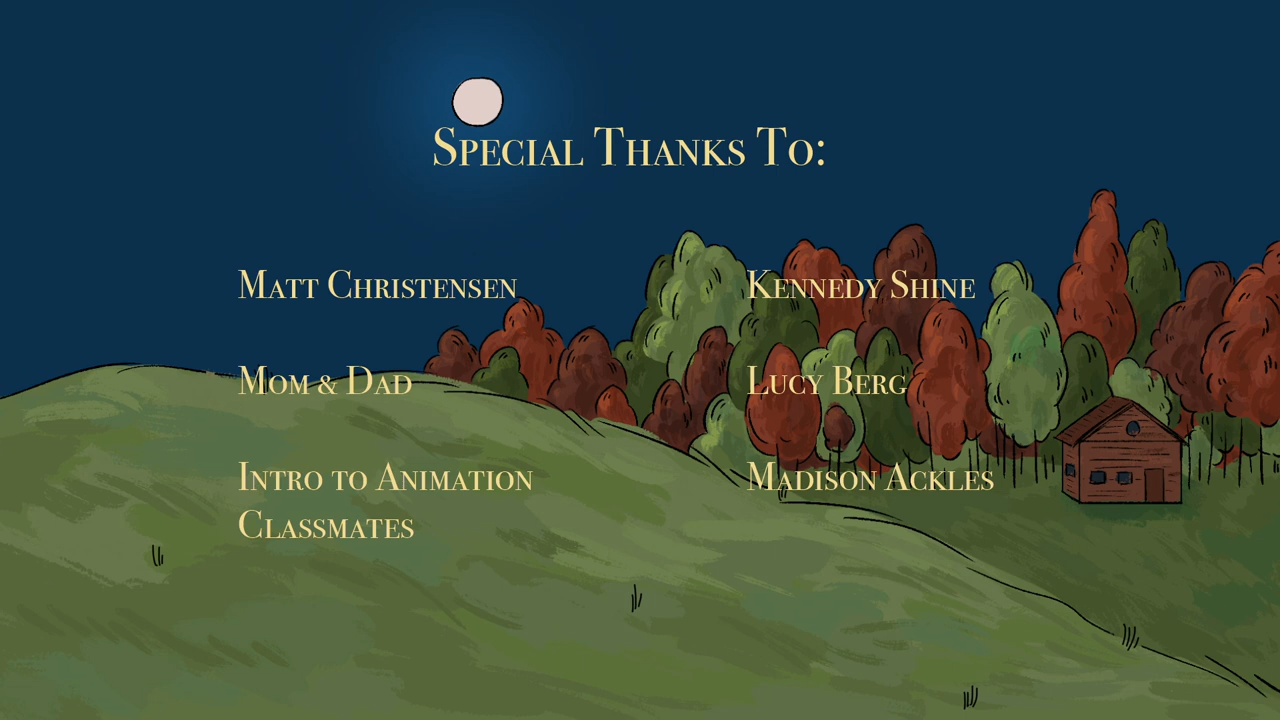 Special Thanks To:
Matt Christensen
Mom & Dad
Intro to Animation
Classmates
Kennedy Shine
Lucy Berg
Madison Ackles